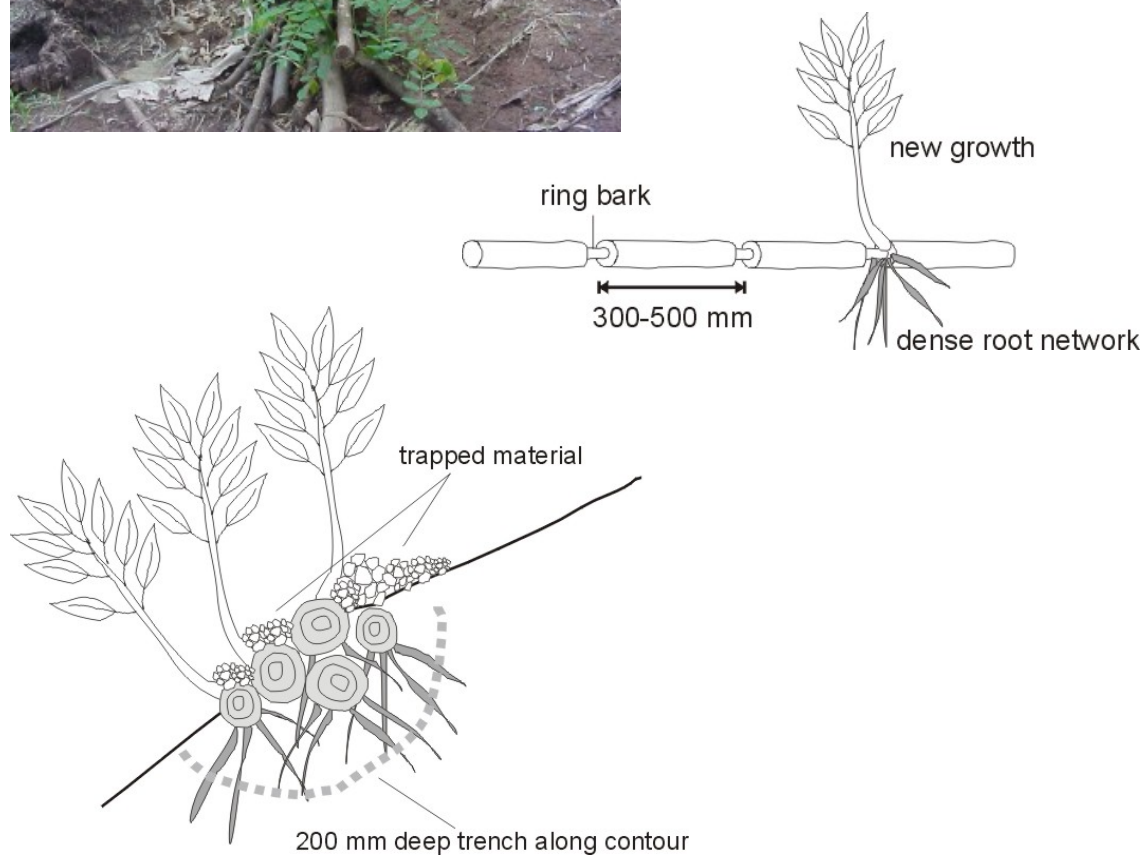 new growth
ring bark
300-500 mm
dense root network
trapped material
200 mm deep trench along contour